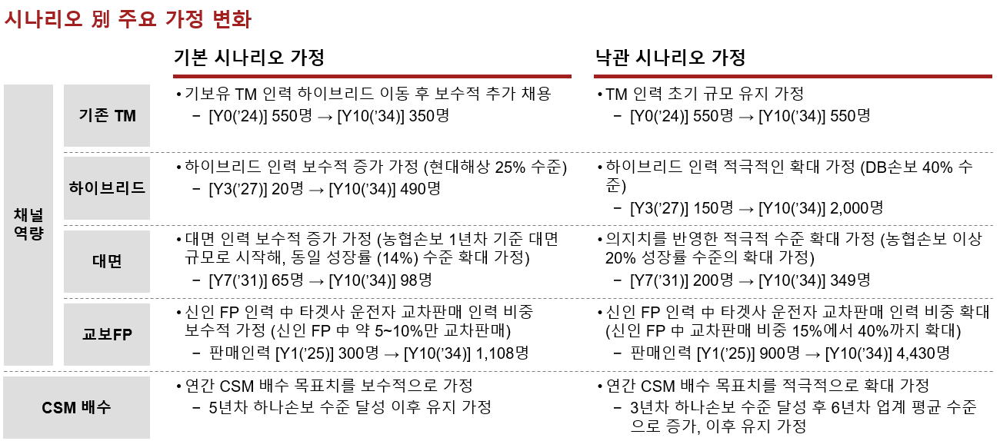 시나리오 別 주요 가정 변화
기본 시나리오 가정
낙관 시나리오 가정
채널
역량
기존 TM
• 기보유 TM 인력 하이브리드 이동 후 보수적 추가 채용
− [Y0('24)] 550명 → [Y10('34)] 350명
• TM 인력 초기 규모 유지 가정
− [Y0('24)] 550명 → [Y10('34)] 550명
하이브리드
• 하이브리드 인력 보수적 증가 가정 (현대해상 25% 수준)
− [Y3('27)] 20명 → [Y10('34)] 490명
• 하이브리드 인력 적극적인 확대 가정 (DB손보 40% 수
준)
− [Y3('27)] 150명 → [Y10('34)] 2,000명
대면
• 대면 인력 보수적 증가 가정 (농협손보 1년차 기준 대면
규모로 시작해, 동일 성장률 (14%) 수준 확대 가정)
− [Y7('31)] 65명 → [Y10('34)] 98명
• 의지치를 반영한 적극적 수준 확대 가정 (농협손보 이상
20% 성장률 수준의 확대 가정)
− [Y7('31)] 200명 → [Y10('34)] 349명
교보FP
• 신인 FP 인력 中 타겟사 운전자 교차판매 인력 비중
보수적 가정 (신인 FP 中 약 5~10%만 교차판매)
− 판매인력 [Y1('25)] 300명 → [Y10('34)] 1,108명
• 신인 FP 인력 中 타겟사 운전자 교차판매 인력 비중 확대
(신인 FP 中 교차판매 비중 15%에서 40%까지 확대)
− 판매인력 [Y1('25)] 900명 → [Y10('34)] 4,430명
CSM 배수
• 연간 CSM 배수 목표치를 보수적으로 가정
− 5년차 하나손보 수준 달성 이후 유지 가정
• 연간 CSM 배수 목표치를 적극적으로 확대 가정
− 3년차 하나손보 수준 달성 후 6년차 업계 평균 수준
으로 증가, 이후 유지 가정